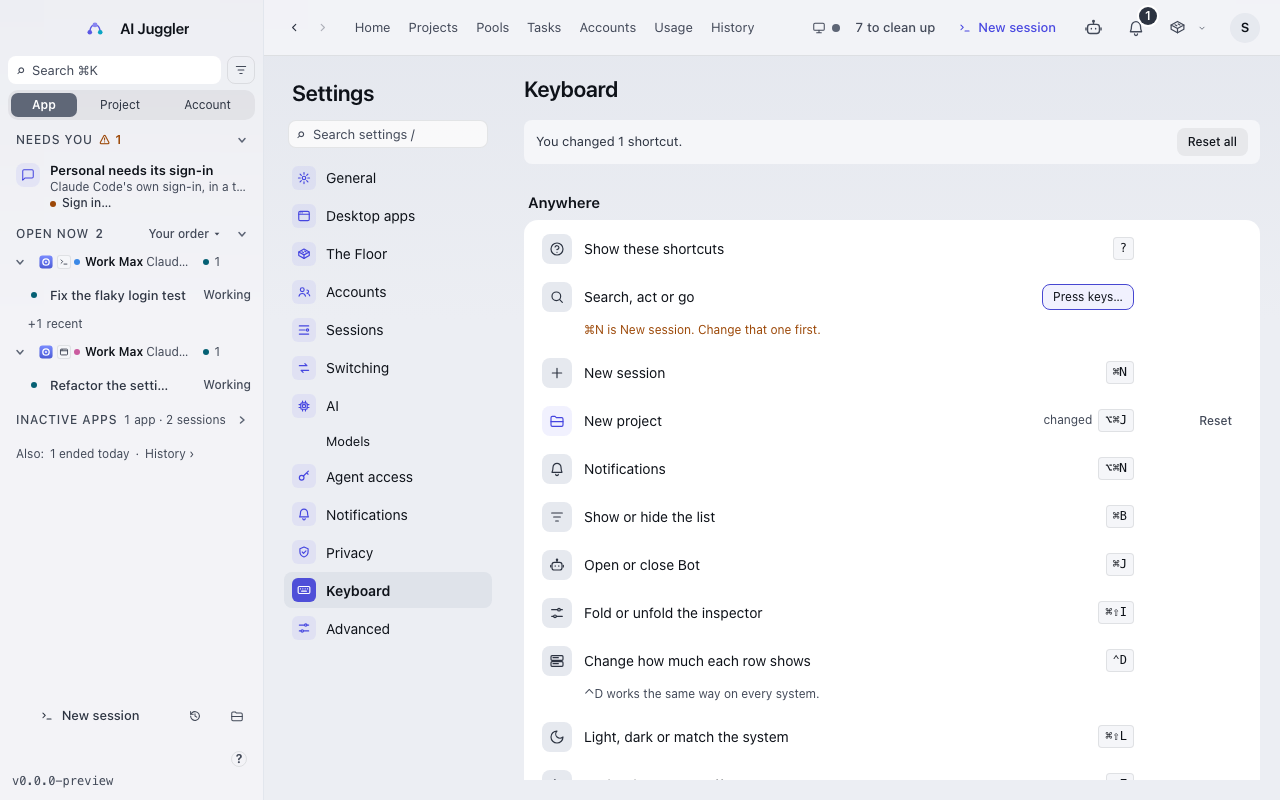 AI Juggler
Search ⌘K
App Project Account
NEEDS YOU 1
Personal needs its sign-in
Claude Code's own sign-in, in a t...
Sign in...
OPEN NOW 2 Your order
Work Max Claud... 1
Fix the flaky login test Working
+1 recent
Work Max Claud... 1
Refactor the setti... Working
INACTIVE APPS 1 app · 2 sessions
Also: 1 ended today · History ›
New session
?
v0.0.0-preview
Home Projects Pools Tasks Accounts Usage History 7 to clean up New session 1 S
Settings
Search settings /
General
Desktop apps
The Floor
Accounts
Sessions
Switching
AI
Models
Agent access
Notifications
Privacy
Keyboard
Advanced
Keyboard
You changed 1 shortcut. Reset all
Anywhere
Show these shortcuts ?
Search, act or go Press keys...
⌘N is New session. Change that one first.
New session ⌘N
New project changed ⌥⌘J Reset
Notifications ⌥⌘N
Show or hide the list ⌘B
Open or close Bot ⌘J
Fold or unfold the inspector ⌘⇧I
Change how much each row shows ^D
^D works the same way on every system.
Light, dark or match the system ⌘⇧L